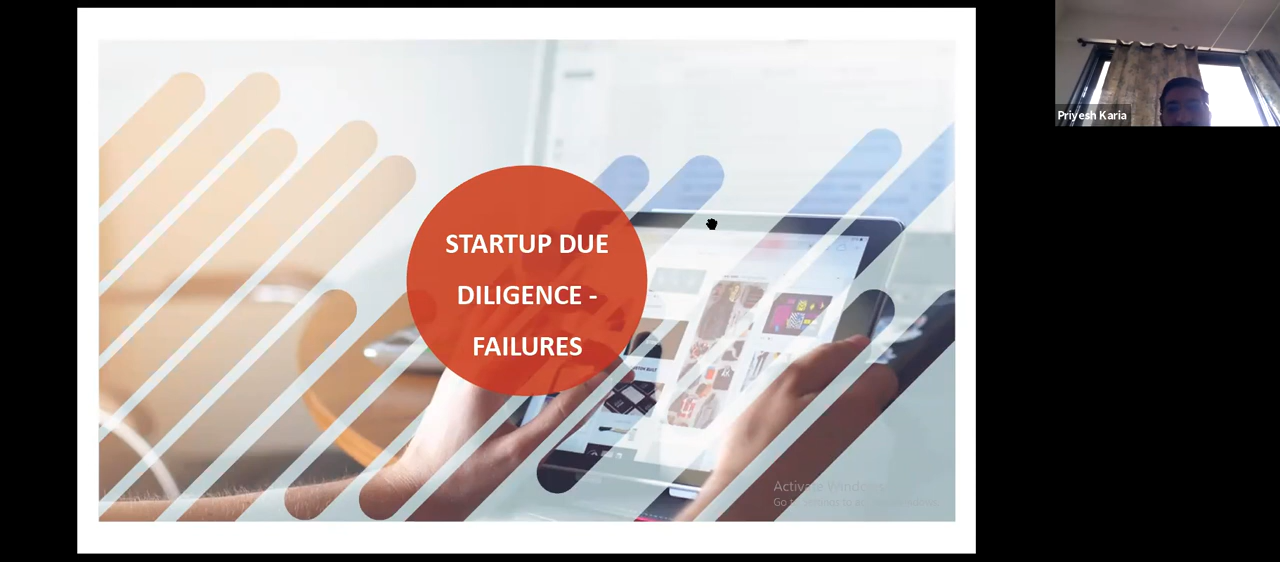 STARTUP DUE
DILIGENCE -
FAILURES
Activate Windows
Priyesh Karia